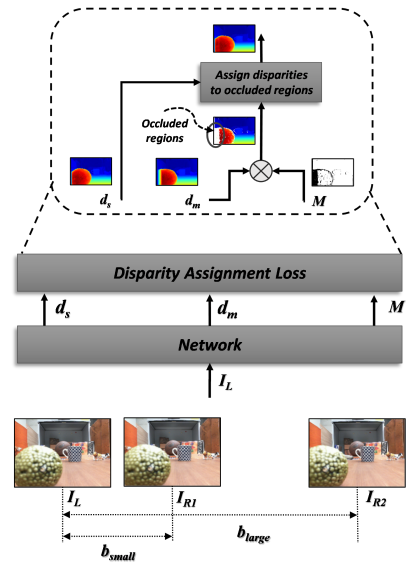 Assign disparities
to occluded regions
Occluded
regions
d_s
d_m
M
Disparity Assignment Loss
d_s
d_m
M
Network
I_L
I_L
I_R1
I_R2
b_large
b_small